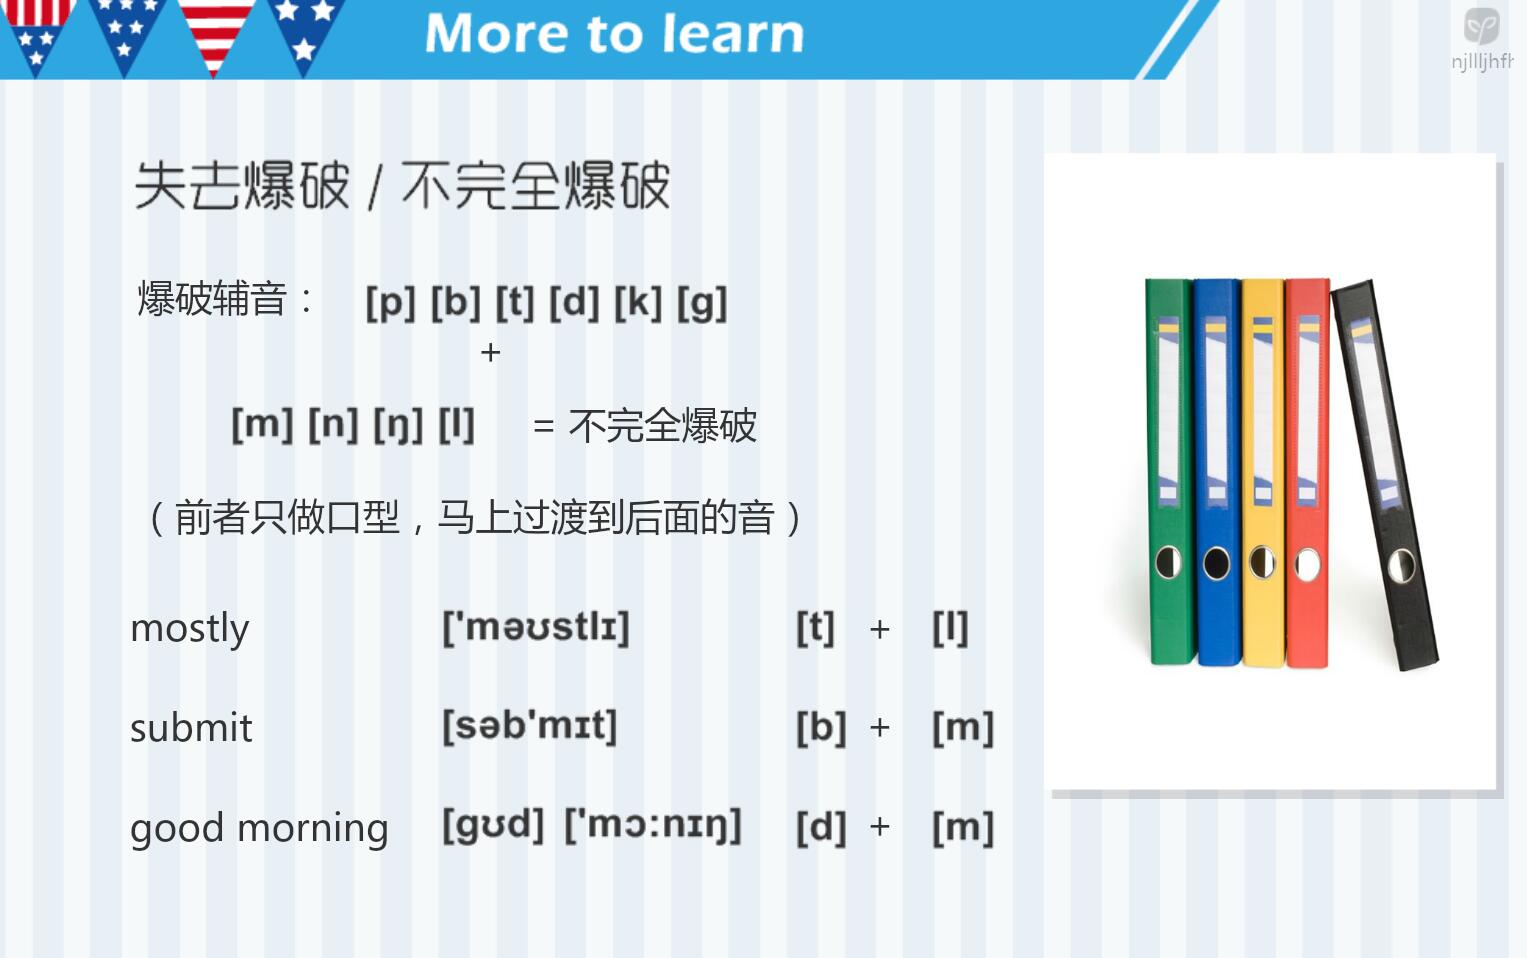 More to learn
njllljhfh
失去爆破 / 不完全爆破
爆破辅音： [p] [b] [t] [d] [k] [g]
+
[m] [n] [ŋ] [l] = 不完全爆破
（前者只做口型，马上过渡到后面的音）
mostly ['məʊstlɪ] [t] + [l]
submit [səb'mɪt] [b] + [m]
good morning [gʊd] ['mɔ:nɪŋ] [d] + [m]